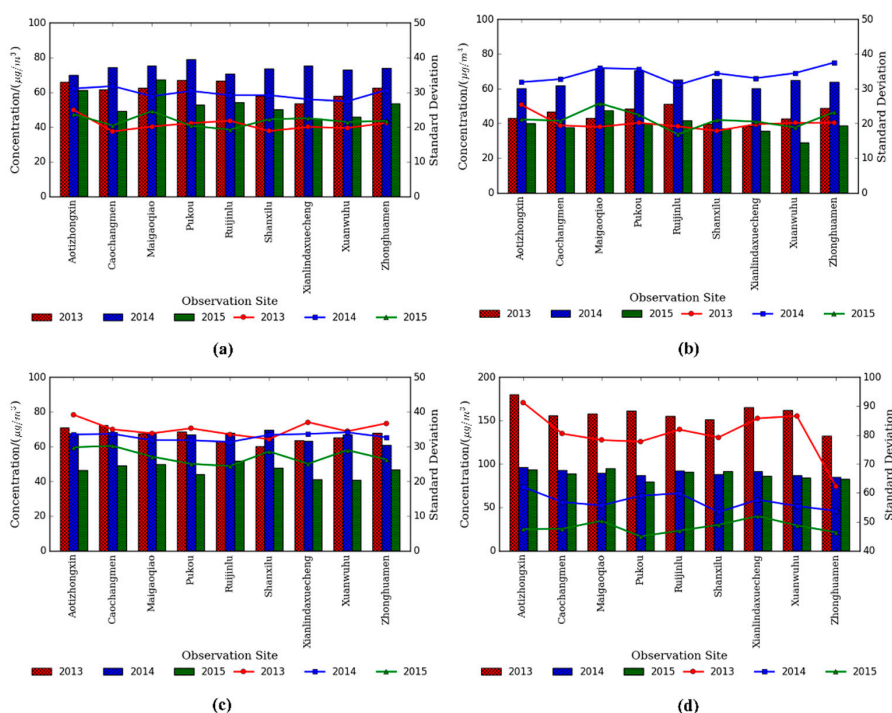 Concentration/(μg/m³)
100
80
60
40
20
0
50
40
30
20
10
0
Standard Deviation
Aotizhongxin
Caochangmen
Maigaoqiao
Pukou
Ruijinlu
Shanxilu
Xianlindaxuecheng
Xuanwuhu
Zhonghuamen
Observation Site
2013 2014 2015 2013 2014 2015
(a)
Concentration/(μg/m³)
100
80
60
40
20
0
50
40
30
20
10
0
Standard Deviation
Aotizhongxin
Caochangmen
Maigaoqiao
Pukou
Ruijinlu
Shanxilu
Xianlindaxuecheng
Xuanwuhu
Zhonghuamen
Observation Site
2013 2014 2015 2013 2014 2015
(b)
Concentration/(μg/m³)
100
80
60
40
20
0
50
40
30
20
10
0
Standard Deviation
Aotizhongxin
Caochangmen
Maigaoqiao
Pukou
Ruijinlu
Shanxilu
Xianlindaxuecheng
Xuanwuhu
Zhonghuamen
Observation Site
2013 2014 2015 2013 2014 2015
(c)
Concentration/(μg/m³)
200
150
100
50
0
100
90
80
70
60
50
40
Standard Deviation
Aotizhongxin
Caochangmen
Maigaoqiao
Pukou
Ruijinlu
Shanxilu
Xianlindaxuecheng
Xuanwuhu
Zhonghuamen
Observation Site
2013 2014 2015 2013 2014 2015
(d)